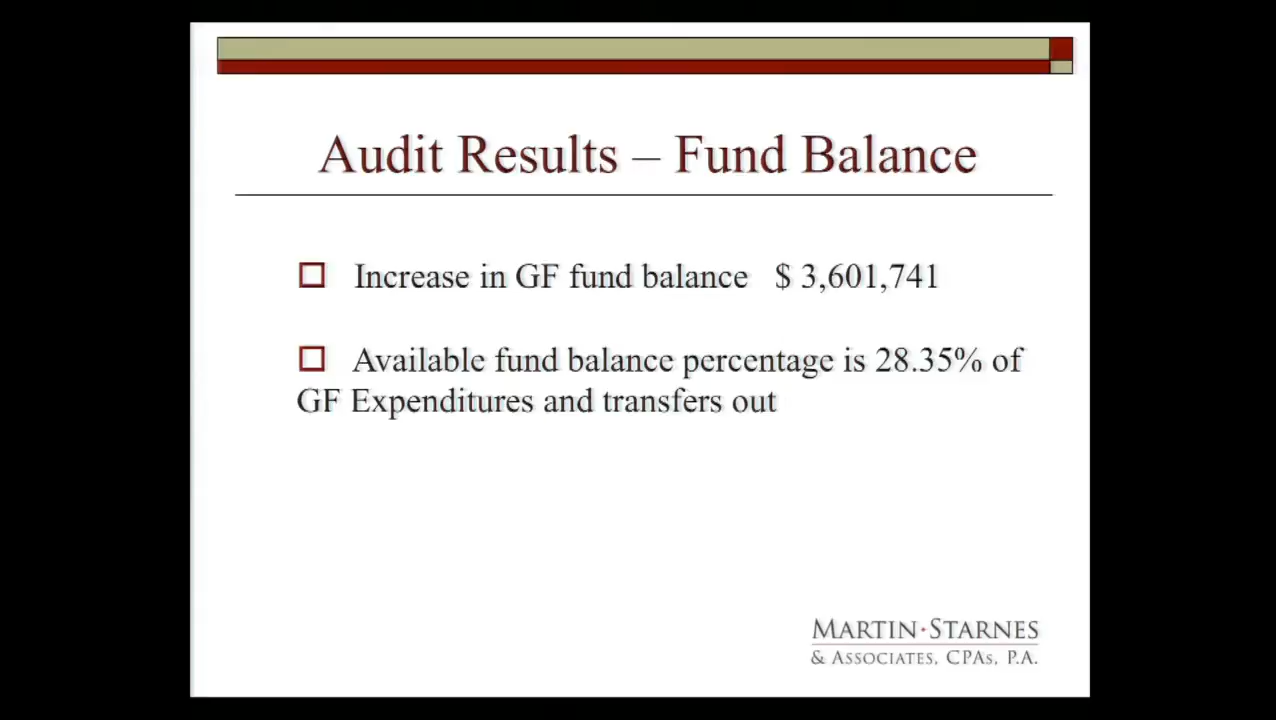 Audit Results – Fund Balance
Increase in GF fund balance $ 3,601,741
Available fund balance percentage is 28.35% of
GF Expenditures and transfers out
MARTIN·STARNES
& ASSOCIATES, CPAS, P.A.